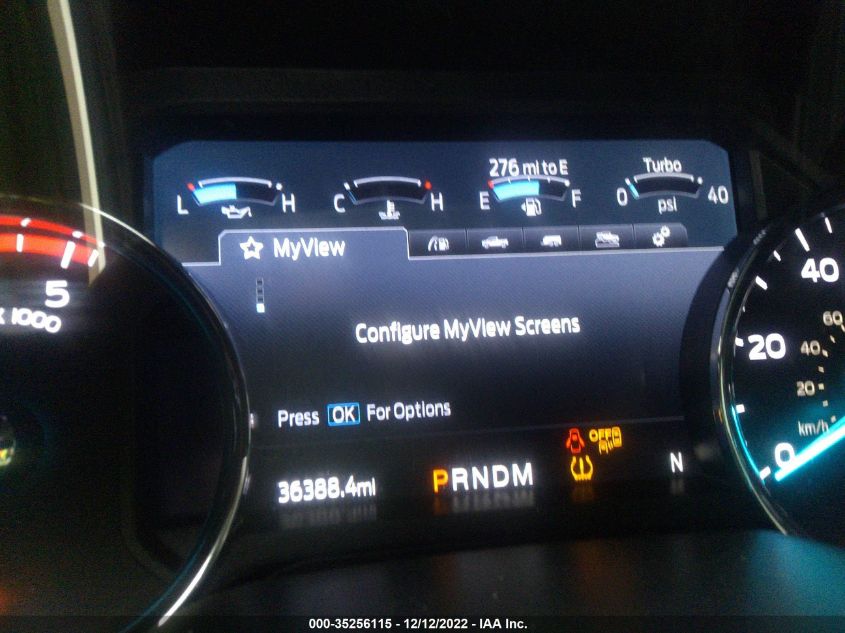 276 mi to E
Turbo
L H C H E F 0 40
psi
MyView
5
x 1000
Configure MyView Screens
Press OK For Options
36388.4mi
PRNDM
OFF
N
40
20
0
60
40
20
km/h
000-35256115 - 12/12/2022 - IAA Inc.